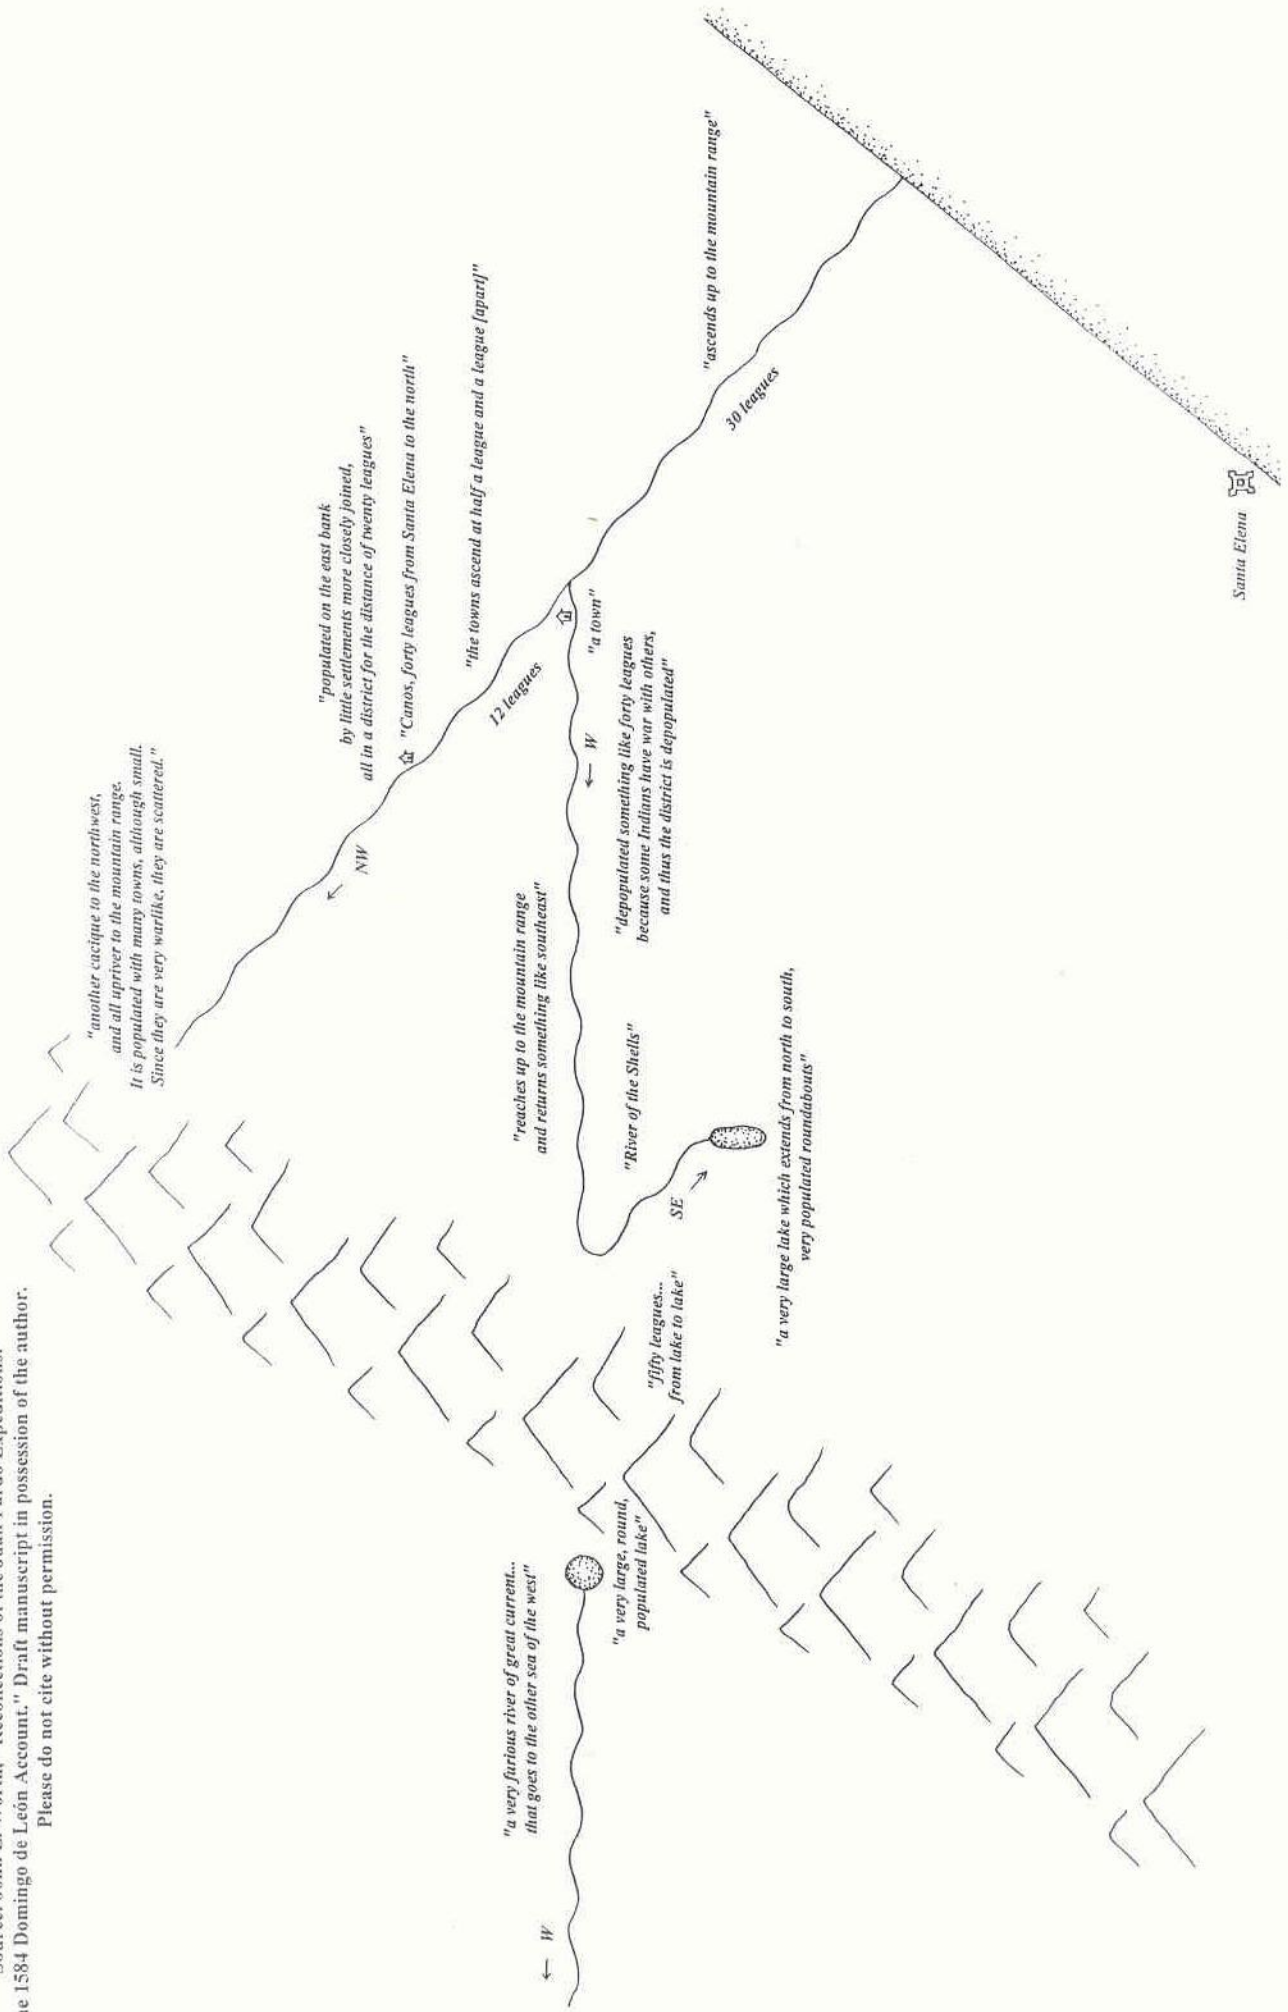 1584 Domingo de León Account." Draft manuscript in possession of the author.
Please do not cite without permission.
"another cacique to the northwest,
and all upriver to the mountain range.
It is populated with many towns, although small.
Since they are very warlike, they are scattered."
"populated on the east bank
by little settlements more closely joined,
all in a district for the distance of twenty leagues"
"Canos, forty leagues from Santa Elena to the north"
"the towns ascend at half a league and a league [apart]"
"ascends up to the mountain range"
NW
12 leagues
30 leagues
"a town"
W
"reaches up to the mountain range
and returns something like southeast"
"depopulated something like forty leagues
because some Indians have war with others,
and thus the district is depopulated"
"River of the Shells"
SE
"a very large lake which extends from north to south,
very populated roundabouts"
"fifty leagues...
from lake to lake"
"a very large, round,
populated lake"
"a very furious river of great current...
that goes to the other sea of the west"
W
Santa Elena